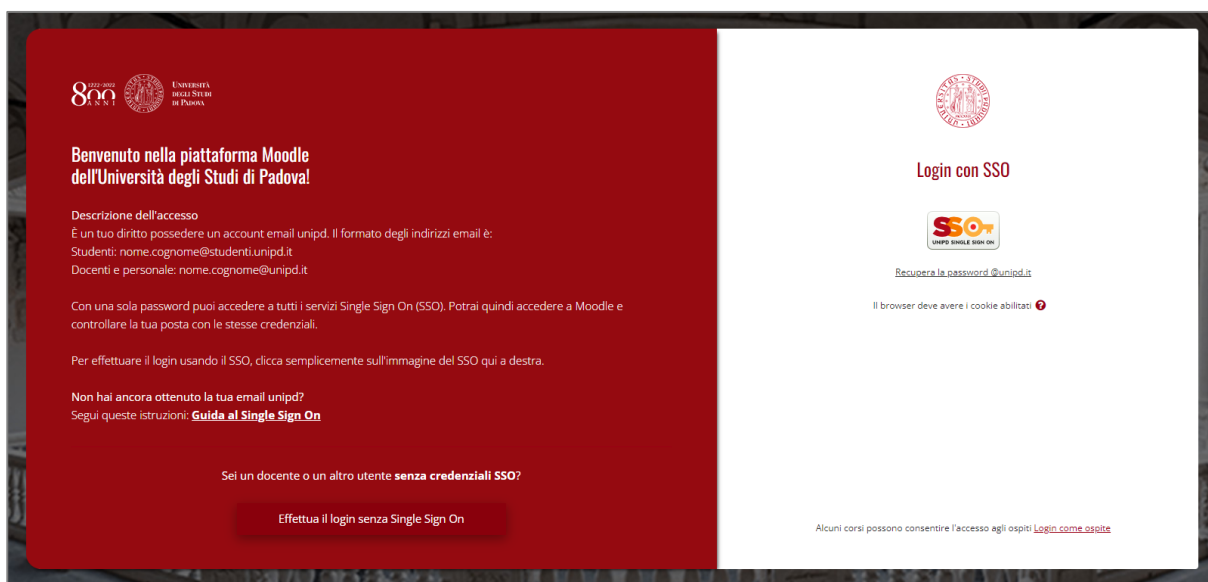 1222-2022
800
ANNI
UNIVERSITÀ
DEGLI STUDI
DI PADOVA
Benvenuto nella piattaforma Moodle
dell'Università degli Studi di Padova!
Descrizione dell'accesso
È un tuo diritto possedere un account email unipd. Il formato degli indirizzi email è:
Studenti: nome.cognome@studenti.unipd.it
Docenti e personale: nome.cognome@unipd.it
Con una sola password puoi accedere a tutti i servizi Single Sign On (SSO). Potrai quindi accedere a Moodle e
controllare la tua posta con le stesse credenziali.
Per effettuare il login usando il SSO, clicca semplicemente sull'immagine del SSO qui a destra.
Non hai ancora ottenuto la tua email unipd?
Segui queste istruzioni: Guida al Single Sign On
Sei un docente o un altro utente senza credenziali SSO?
Effettua il login senza Single Sign On
Login con SSO
SSO
UNIPD SINGLE SIGN ON
Recupera la password @unipd.it
Il browser deve avere i cookie abilitati ?
Alcuni corsi possono consentire l'accesso agli ospiti Login come ospite